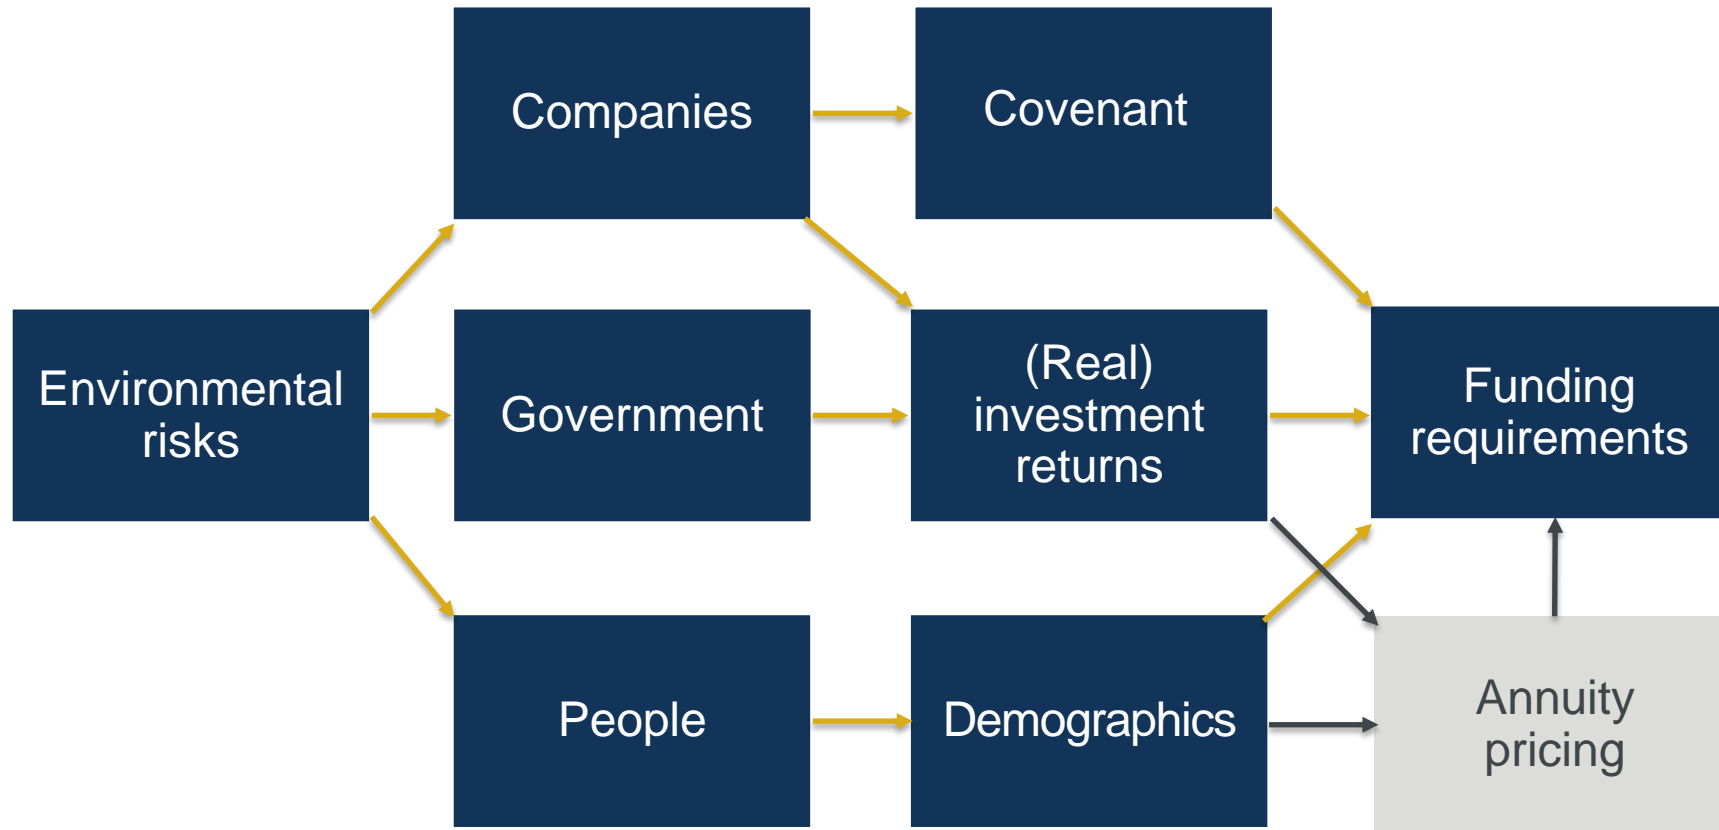 Companies
Covenant
Environmental
risks
Government
(Real)
investment
returns
Funding
requirements
People
Demographics
Annuity
pricing